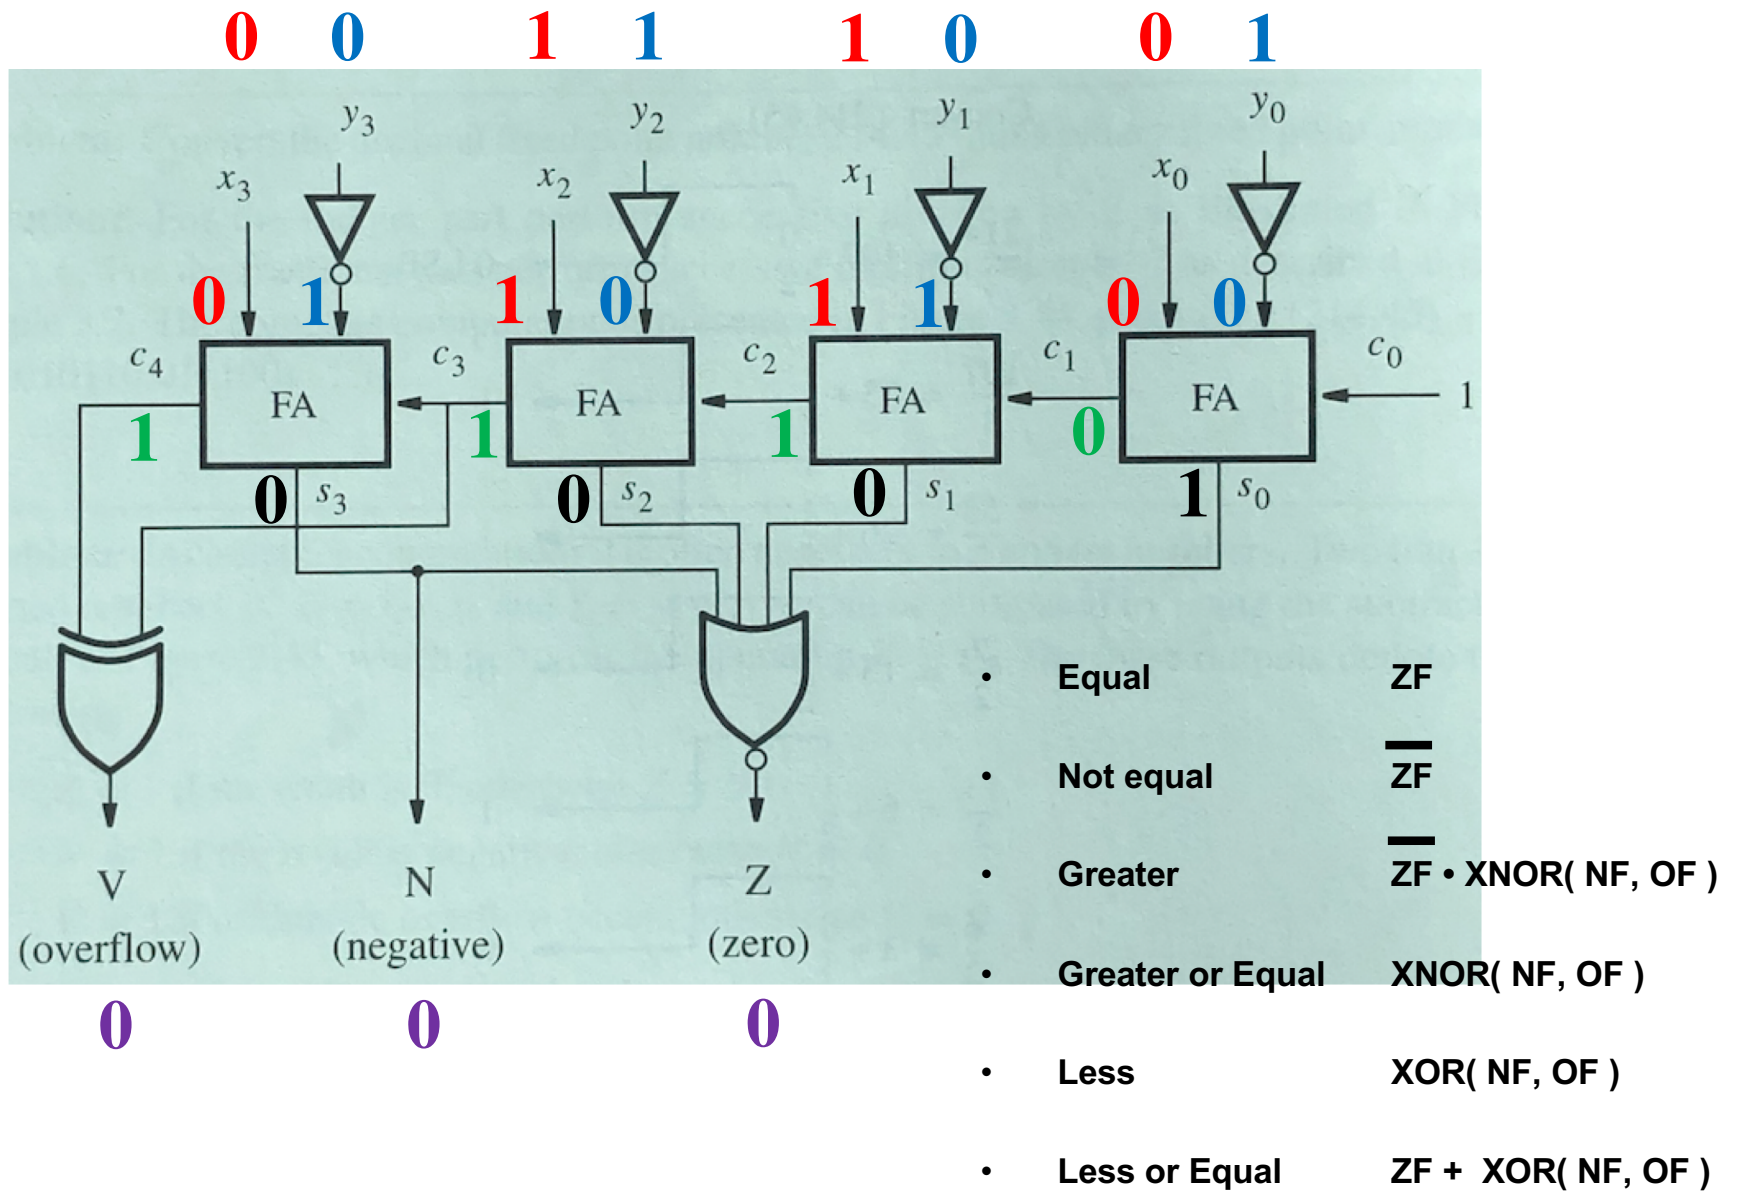 0 0 1 1 1 0 0 1
y3 y2 y1 y0
x3 x2 x1 x0
0 1 1 0 1 1 0 0
c4 c3 c2 c1 c0
FA FA FA FA 1
1 1 1 0
0 s3 0 s2 0 s1 1 s0
• Equal ZF
• Not equal Z̅F̅
V N Z
• Greater Z̅F̅ • XNOR( NF, OF )
(overflow) (negative) (zero)
• Greater or Equal XNOR( NF, OF )
0 0 0
• Less XOR( NF, OF )
• Less or Equal ZF + XOR( NF, OF )